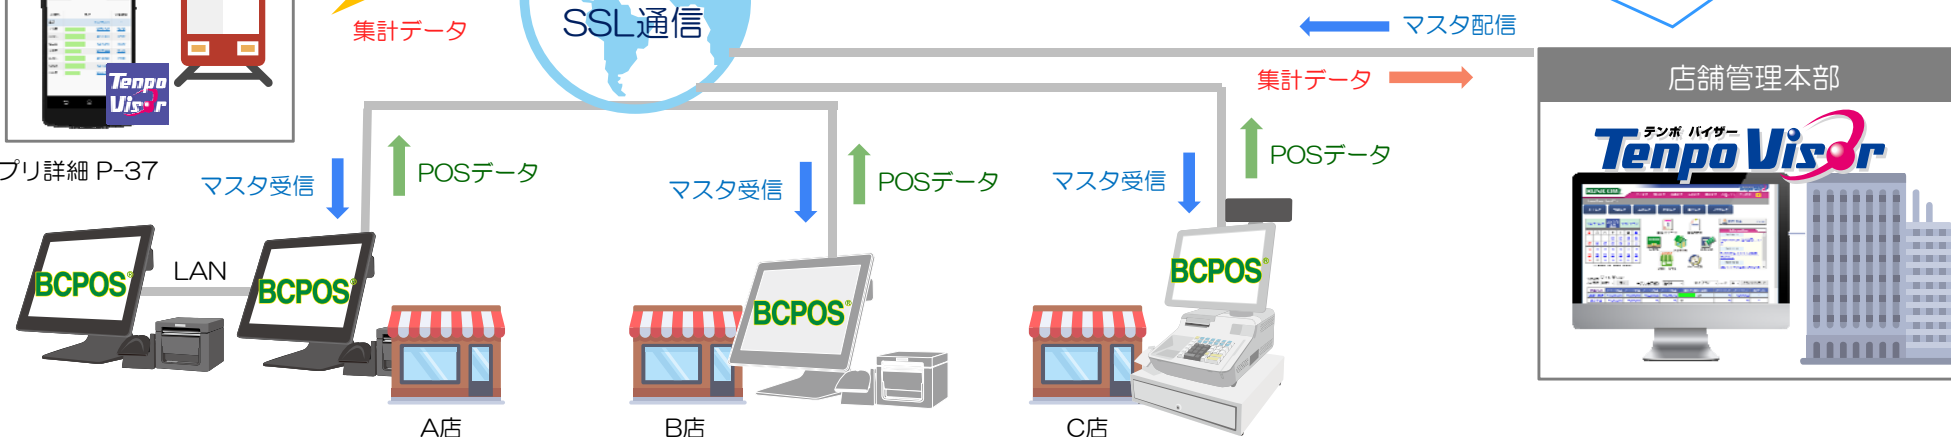 SSL通信
集計データ
マスタ配信
集計データ
店舗管理本部
Tenpo
Visor
テンポ バイザー
Tenpo Visor
プリ詳細 P-37
マスタ受信
POSデータ
マスタ受信
POSデータ
マスタ受信
POSデータ
LAN
BCPOS®
BCPOS®
BCPOS®
BCPOS®
A店
B店
C店